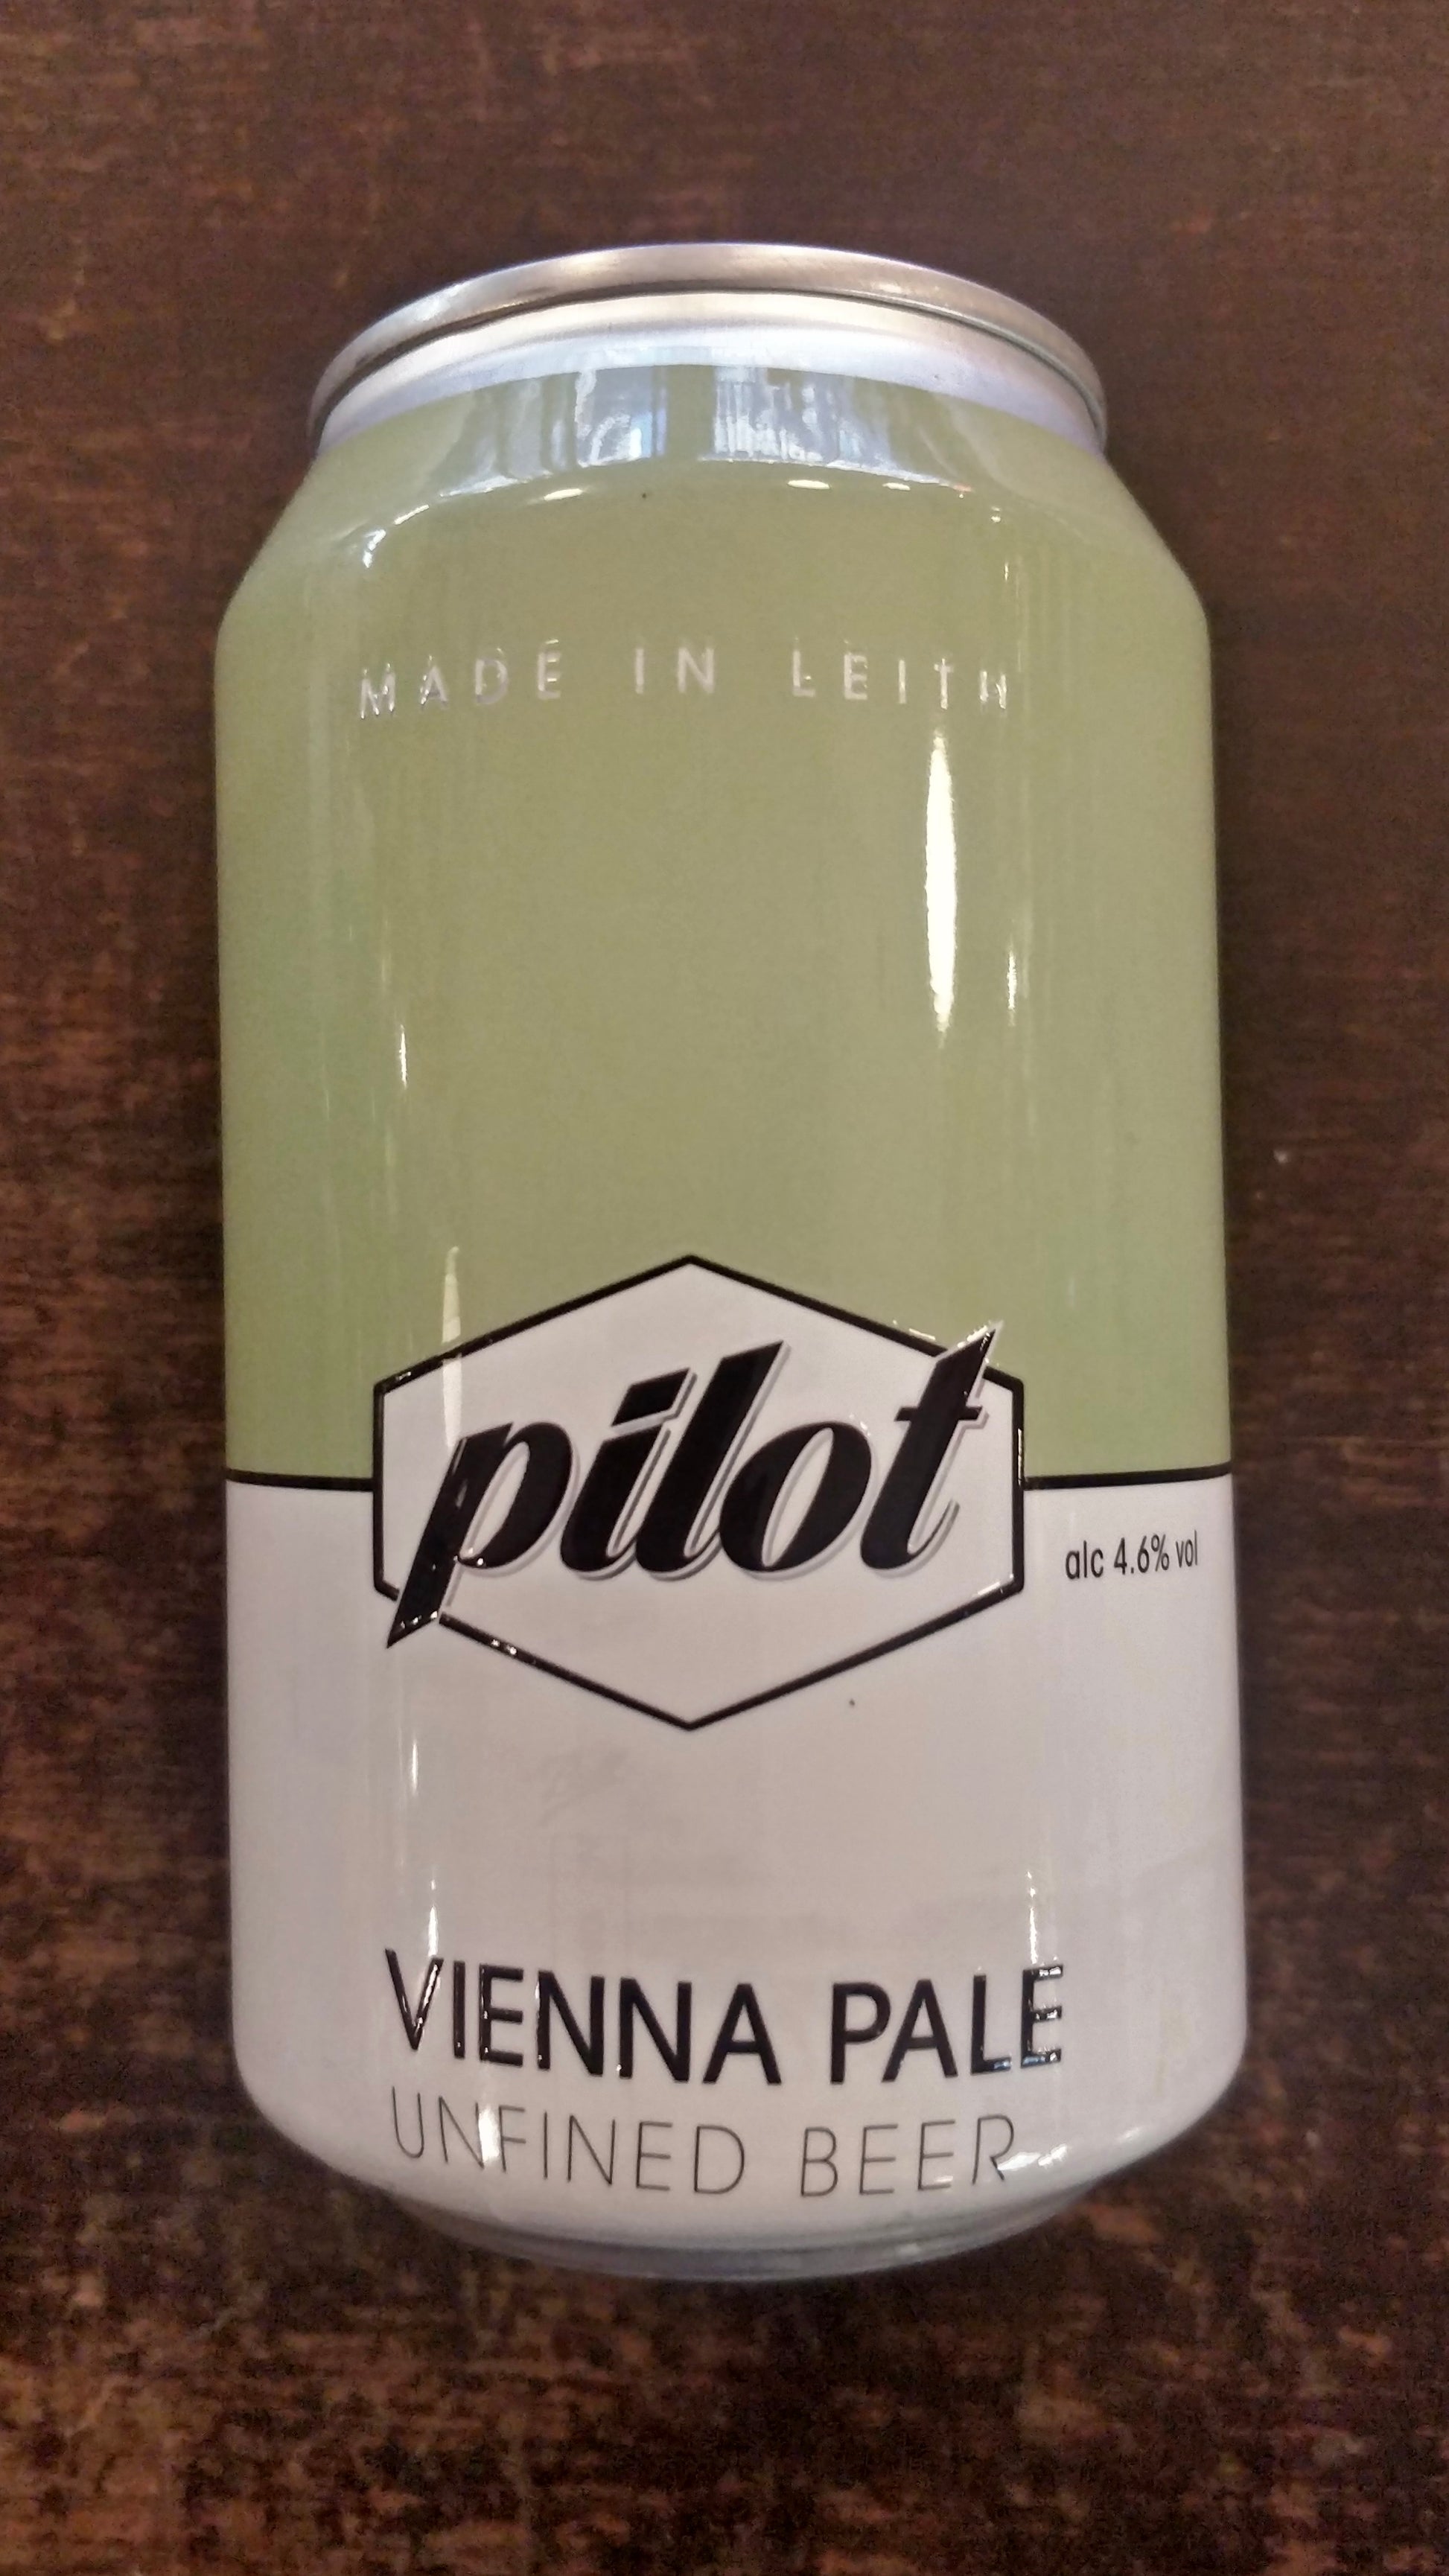 MADE IN LEITH
pilot
alc 4.6% vol
VIENNA PALE
UNFINED BEER